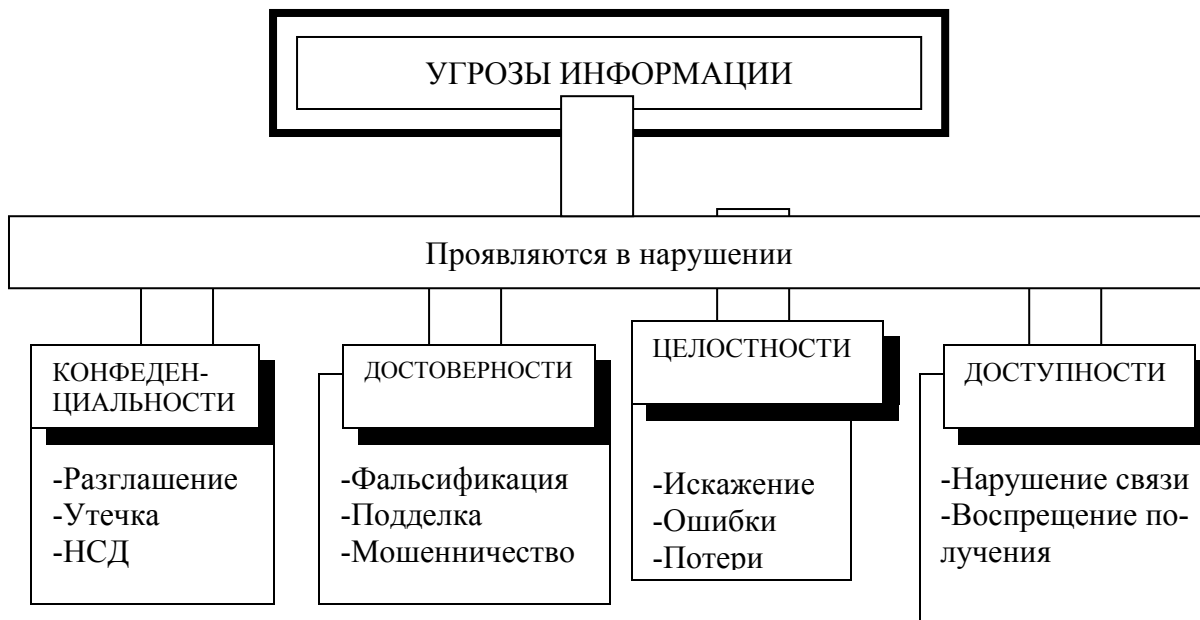 УГРОЗЫ ИНФОРМАЦИИ
Проявляются в нарушении
КОНФЕДЕН-
ЦИАЛЬНОСТИ
-Разглашение
-Утечка
-НСД
ДОСТОВЕРНОСТИ
-Фальсификация
-Подделка
-Мошенничество
ЦЕЛОСТНОСТИ
-Искажение
-Ошибки
-Потери
ДОСТУПНОСТИ
-Нарушение связи
-Воспрещение по-
лучения